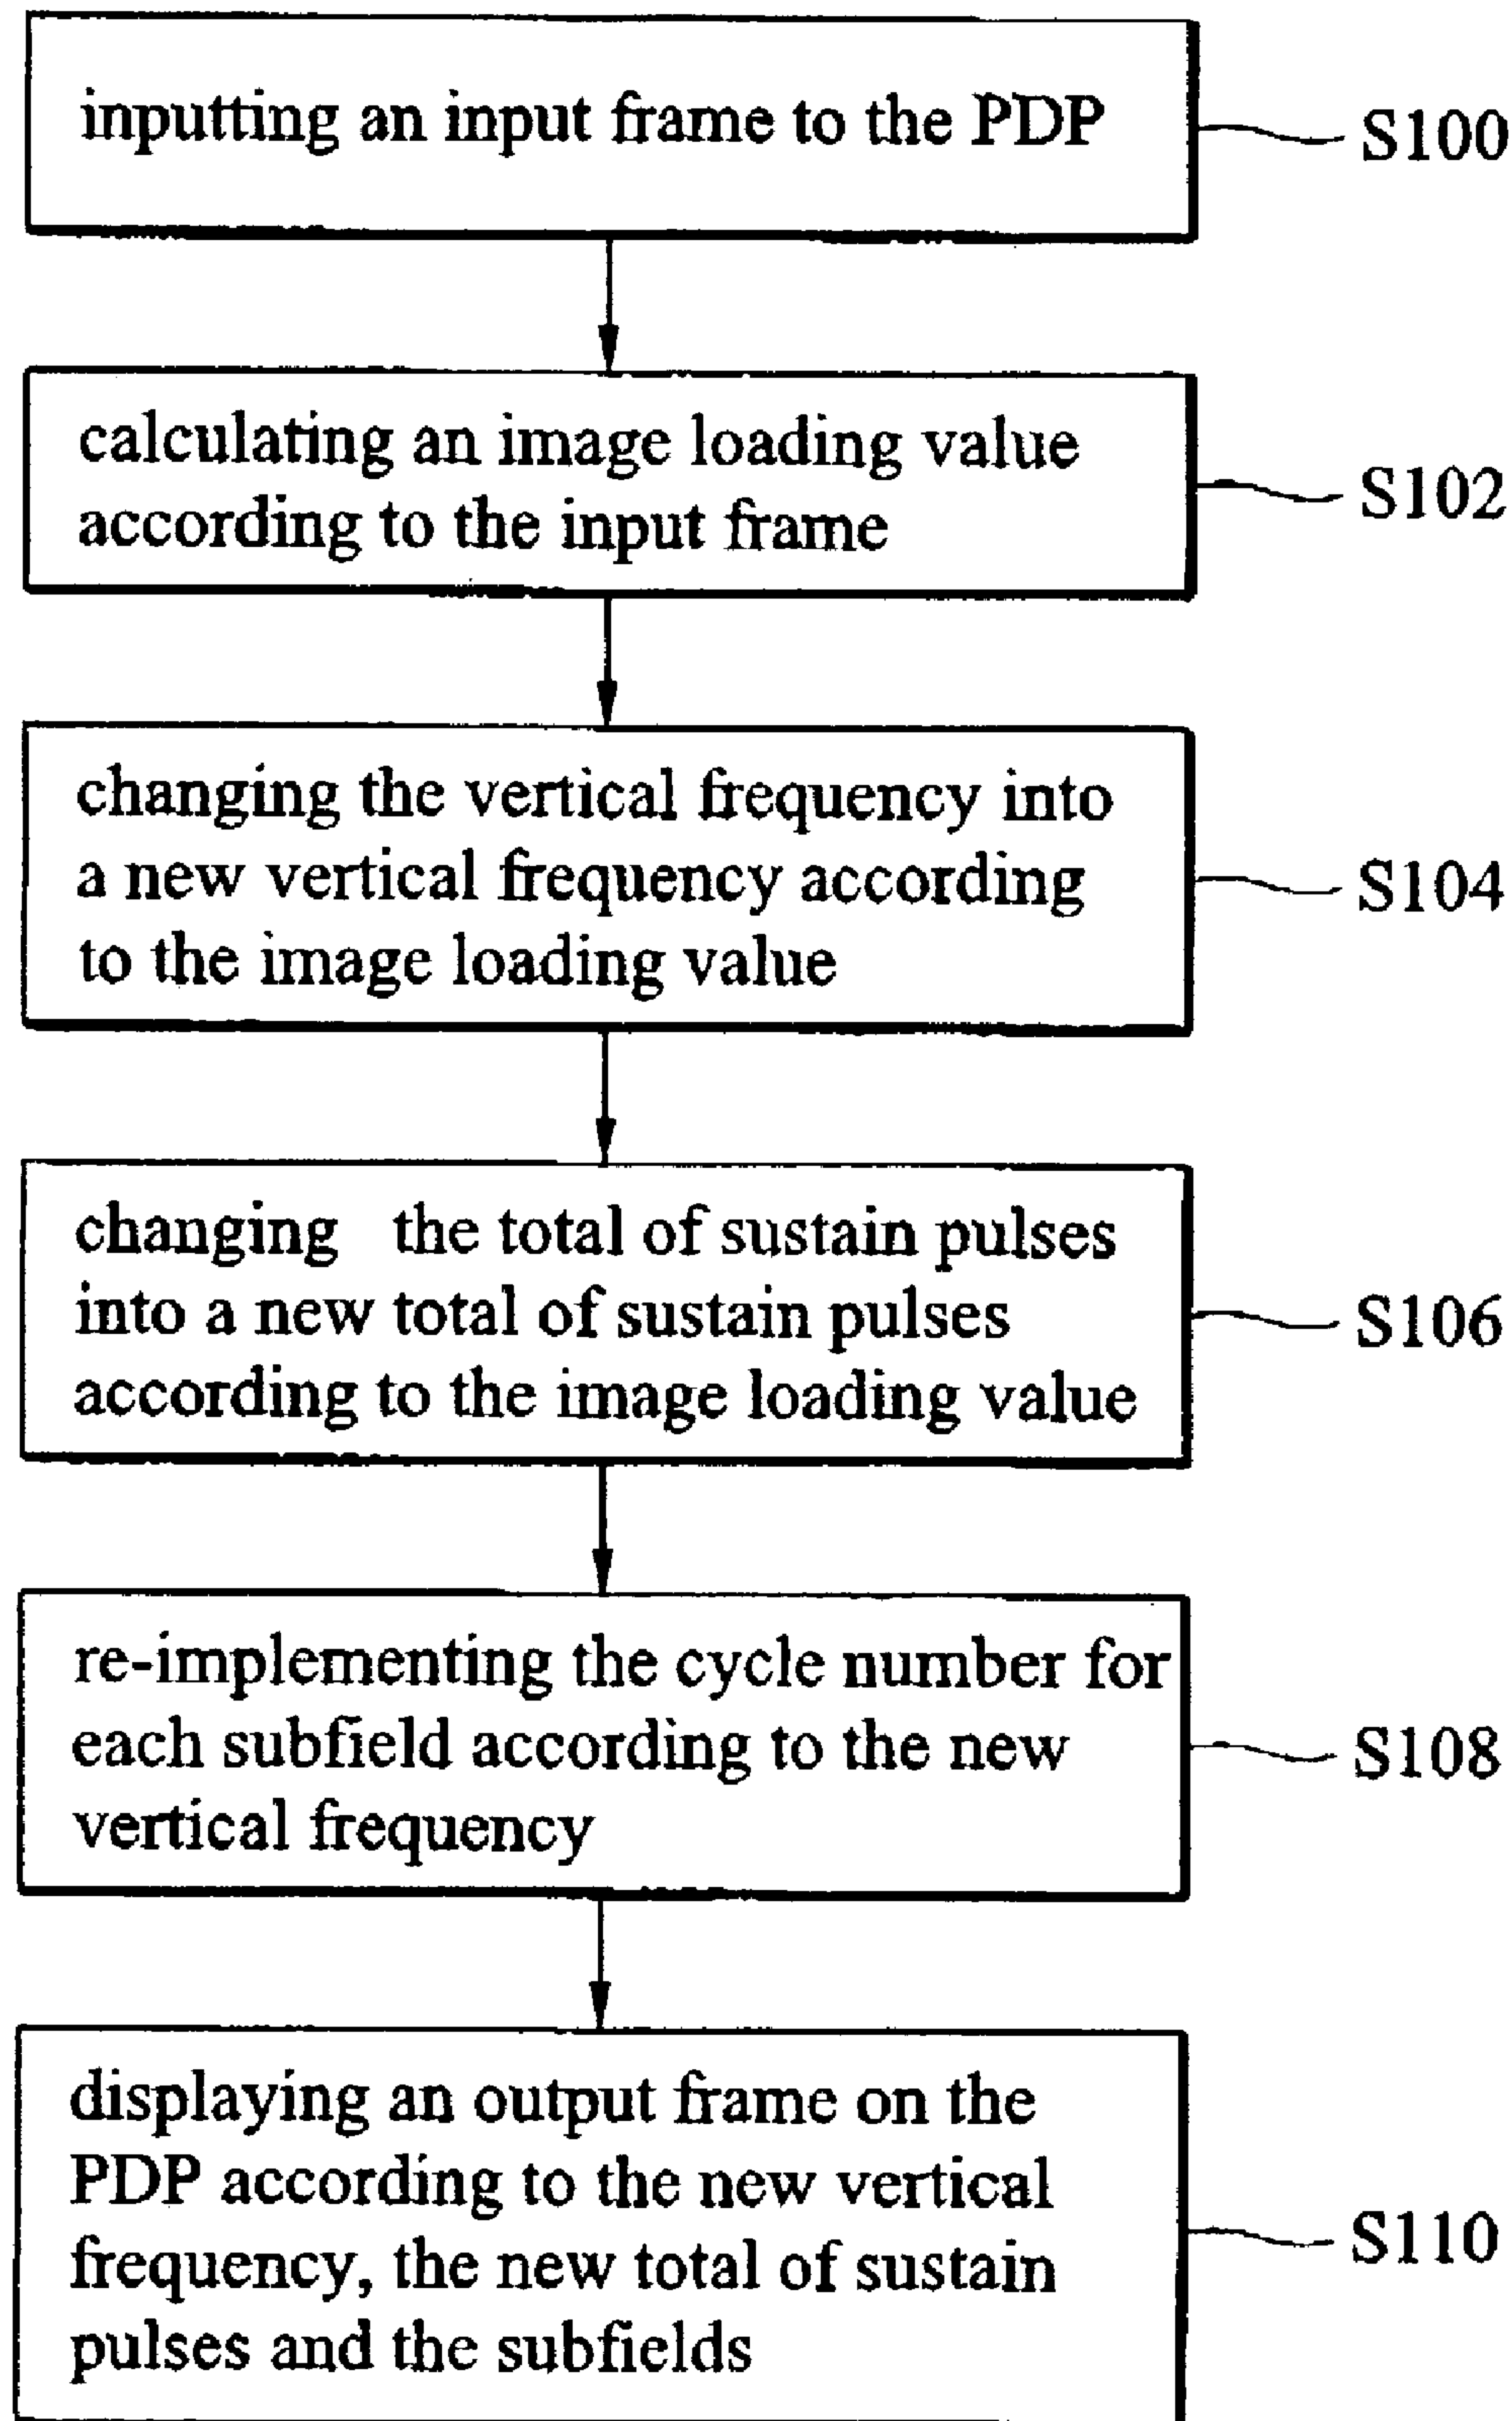 inputting an input frame to the PDP
S100
calculating an image loading value
according to the input frame
S102
changing the vertical frequency into
a new vertical frequency according
to the image loading value
S104
changing the total of sustain pulses
into a new total of sustain pulses
according to the image loading value
S106
re-implementing the cycle number for
each subfield according to the new
vertical frequency
S108
displaying an output frame on the
PDP according to the new vertical
frequency, the new total of sustain
pulses and the subfields
S110